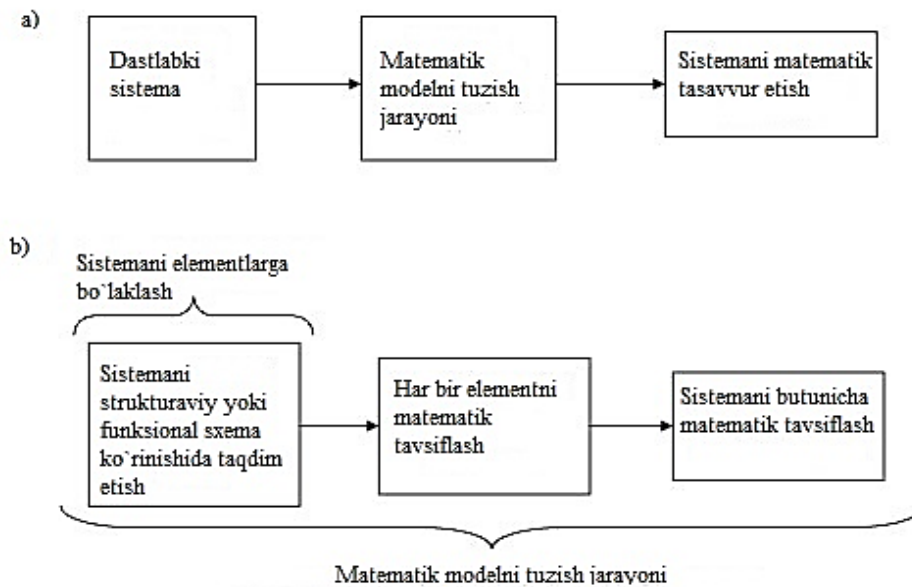 a)
Dastlabki
sistema
Matematik
modelni tuzish
jarayoni
Sistemani matematik
tasavvur etish
b)
Sistemani elementlarga
bo`laklash
Sistemani
strukturaviy yoki
funksional sxema
ko`rinishida taqdim
etish
Har bir elementni
matematik
tavsiflash
Sistemani butunicha
matematik tavsiflash
Matematik modelni tuzish jarayoni